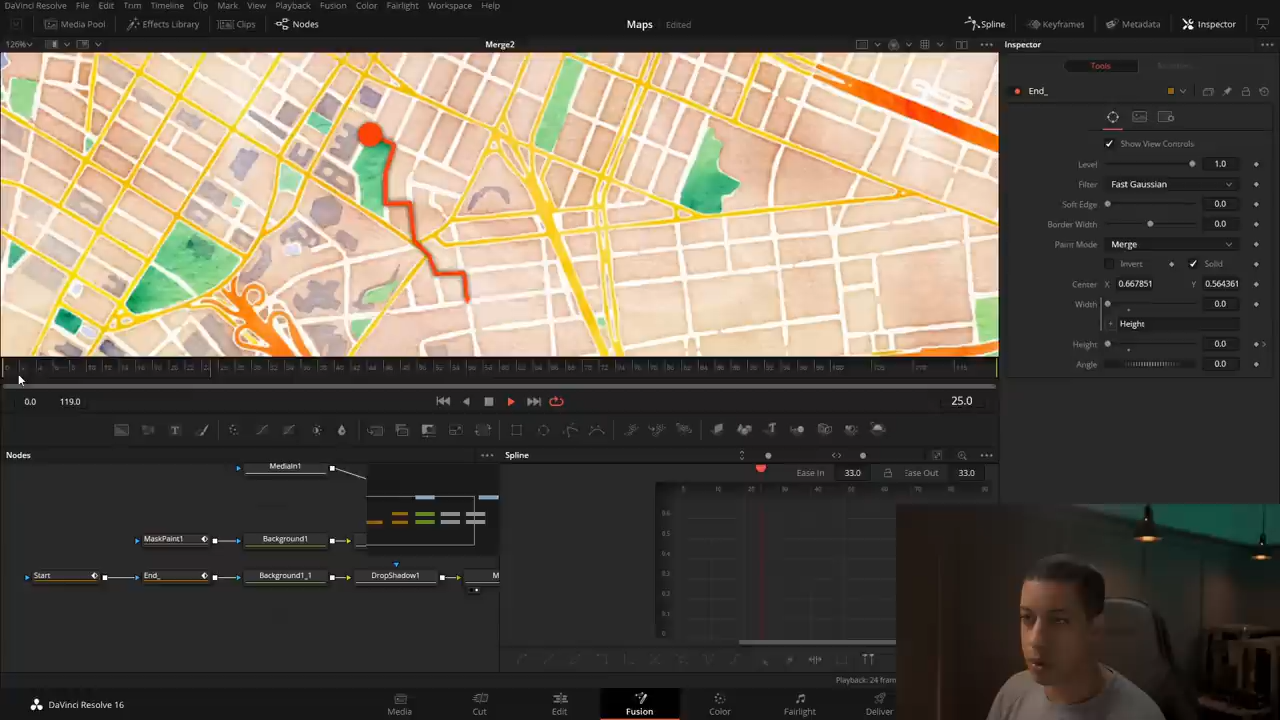 DaVinci Resolve File Edit Trim Timeline Clip Mark View Playback Fusion Color Fairlight Workspace Help
Media Pool Effects Library Clips Nodes Maps Edited Spline Keyframes Metadata Inspector
126% Merge2 Inspector
Tools
End_
Show View Controls
Level 1.0
Filter Fast Gaussian
Soft Edge 0.0
Border Width 0.0
Paint Mode Merge
Invert Solid
Center X 0.667851 Y 0.564361
Width 0.0
Height
Height 0.0
Angle 0.0
0.0 119.0 25.0
Nodes Spline
MediaIn1 Ease In 33.0 Ease Out 33.0
MaskPaint1 Background1
Start End_ Background1_1 DropShadow1 M
Playback: 24 fram
DaVinci Resolve 16 Media Cut Edit Fusion Color Fairlight Deliver